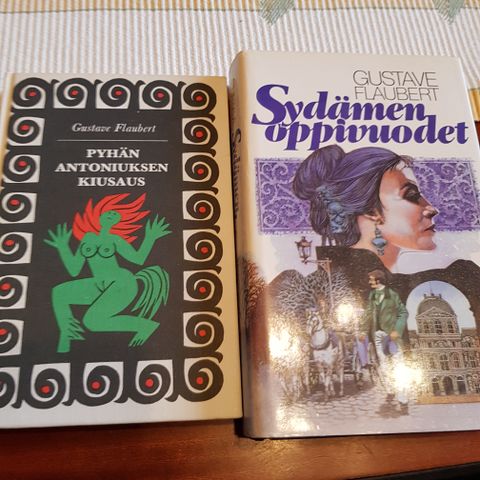 Gustave Flaubert
PYHÄN
ANTONIUKSEN
KIUSAUS
GUSTAVE
FLAUBERT
Sydämen
oppivuodet